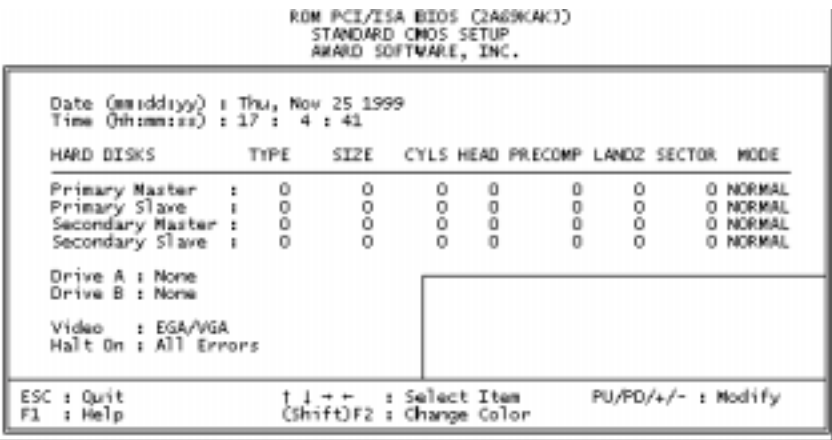 ROM PCI/ISA BIOS (2A69KAKJ)
STANDARD CMOS SETUP
AWARD SOFTWARE, INC.
Date (mm:dd:yy) : Thu, Nov 25 1999
Time (hh:mm:ss) : 17 : 4 : 41
HARD DISKS TYPE SIZE CYLS HEAD PRECOMP LANDZ SECTOR MODE
Primary Master : 0 0 0 0 0 0 0 NORMAL
Primary Slave : 0 0 0 0 0 0 0 NORMAL
Secondary Master : 0 0 0 0 0 0 0 NORMAL
Secondary Slave : 0 0 0 0 0 0 0 NORMAL
Drive A : None
Drive B : None
Video : EGA/VGA
Halt On : All Errors
ESC : Quit ↑ ↓ → ← : Select Item PU/PD/+/- : Modify
F1 : Help (Shift)F2 : Change Color